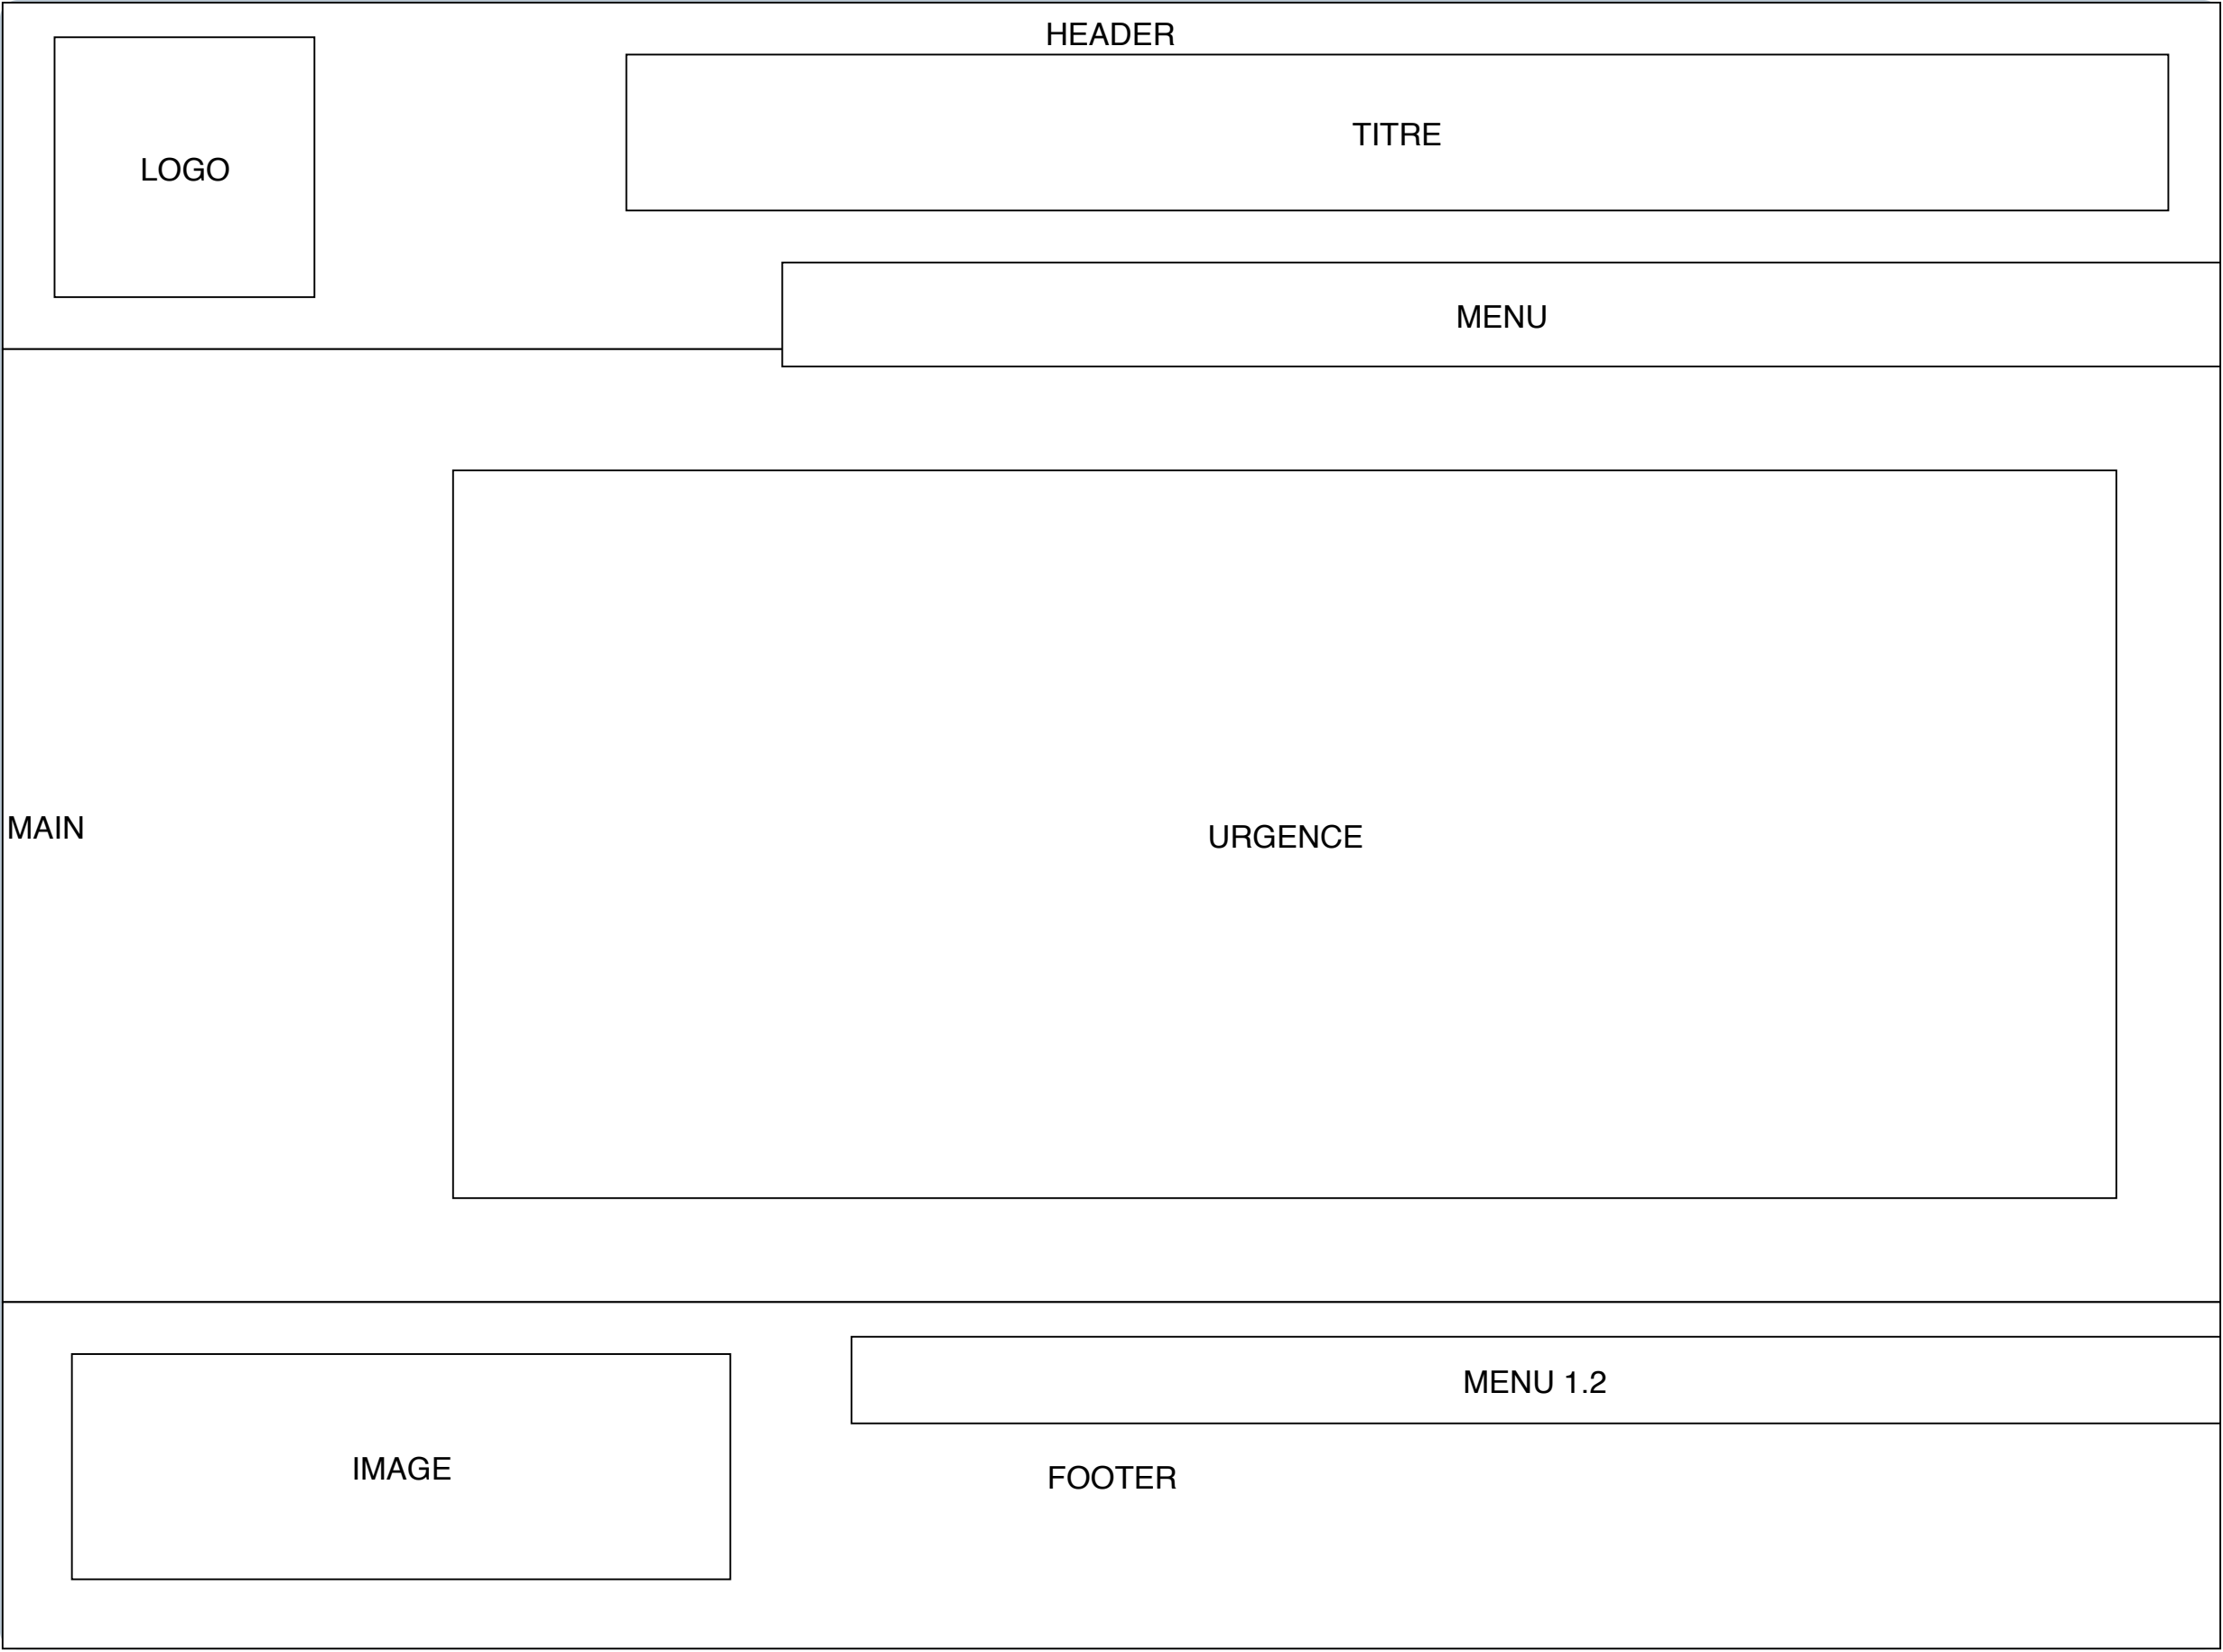 HEADER
TITRE
LOGO
MENU
MAIN
URGENCE
MENU 1.2
IMAGE
FOOTER